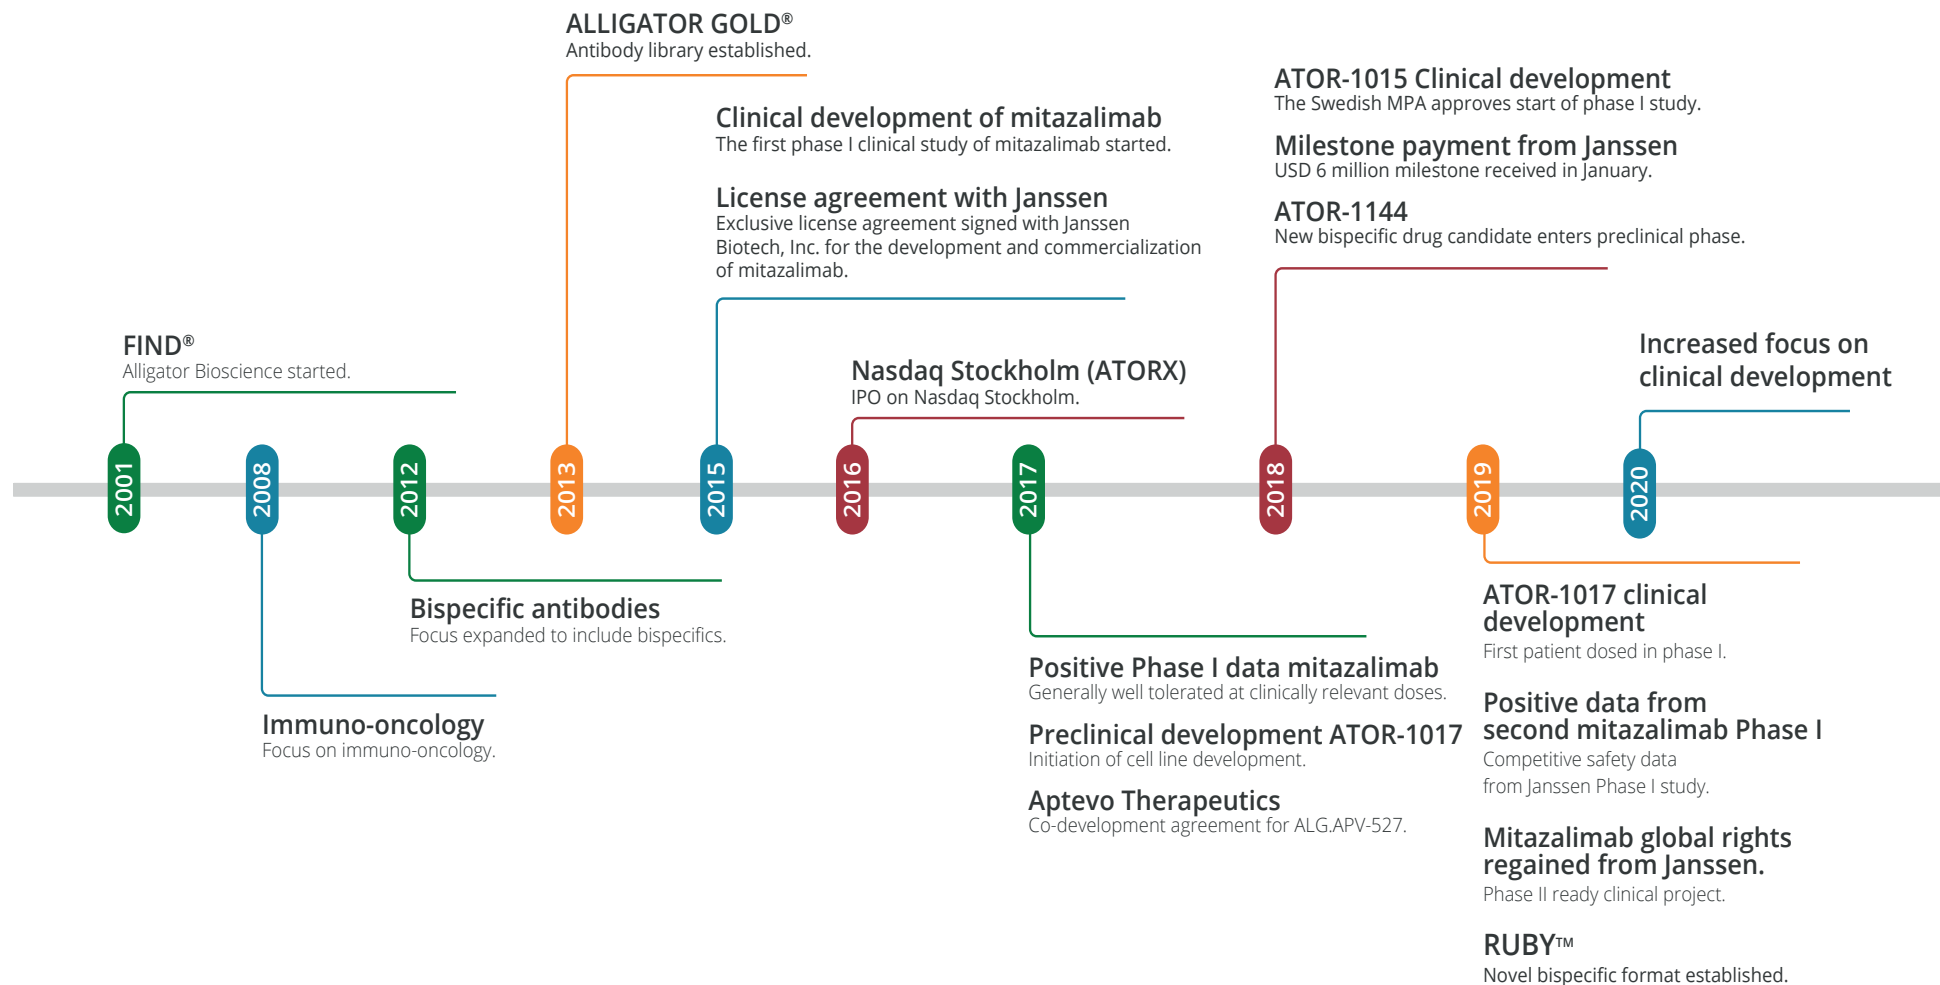 ALLIGATOR GOLD®
Antibody library established.
Clinical development of mitazalimab
The first phase I clinical study of mitazalimab started.
License agreement with Janssen
Exclusive license agreement signed with Janssen
Biotech, Inc. for the development and commercialization
of mitazalimab.
ATOR-1015 Clinical development
The Swedish MPA approves start of phase I study.
Milestone payment from Janssen
USD 6 million milestone received in January.
ATOR-1144
New bispecific drug candidate enters preclinical phase.
FIND®
Alligator Bioscience started.
Nasdaq Stockholm (ATORX)
IPO on Nasdaq Stockholm.
Increased focus on
clinical development
2001
2008
2012
2013
2015
2016
2017
2018
2019
2020
Bispecific antibodies
Focus expanded to include bispecifics.
Immuno-oncology
Focus on immuno-oncology.
Positive Phase I data mitazalimab
Generally well tolerated at clinically relevant doses.
Preclinical development ATOR-1017
Initiation of cell line development.
Aptevo Therapeutics
Co-development agreement for ALG.APV-527.
ATOR-1017 clinical
development
First patient dosed in phase I.
Positive data from
second mitazalimab Phase I
Competitive safety data
from Janssen Phase I study.
Mitazalimab global rights
regained from Janssen.
Phase II ready clinical project.
RUBY™
Novel bispecific format established.